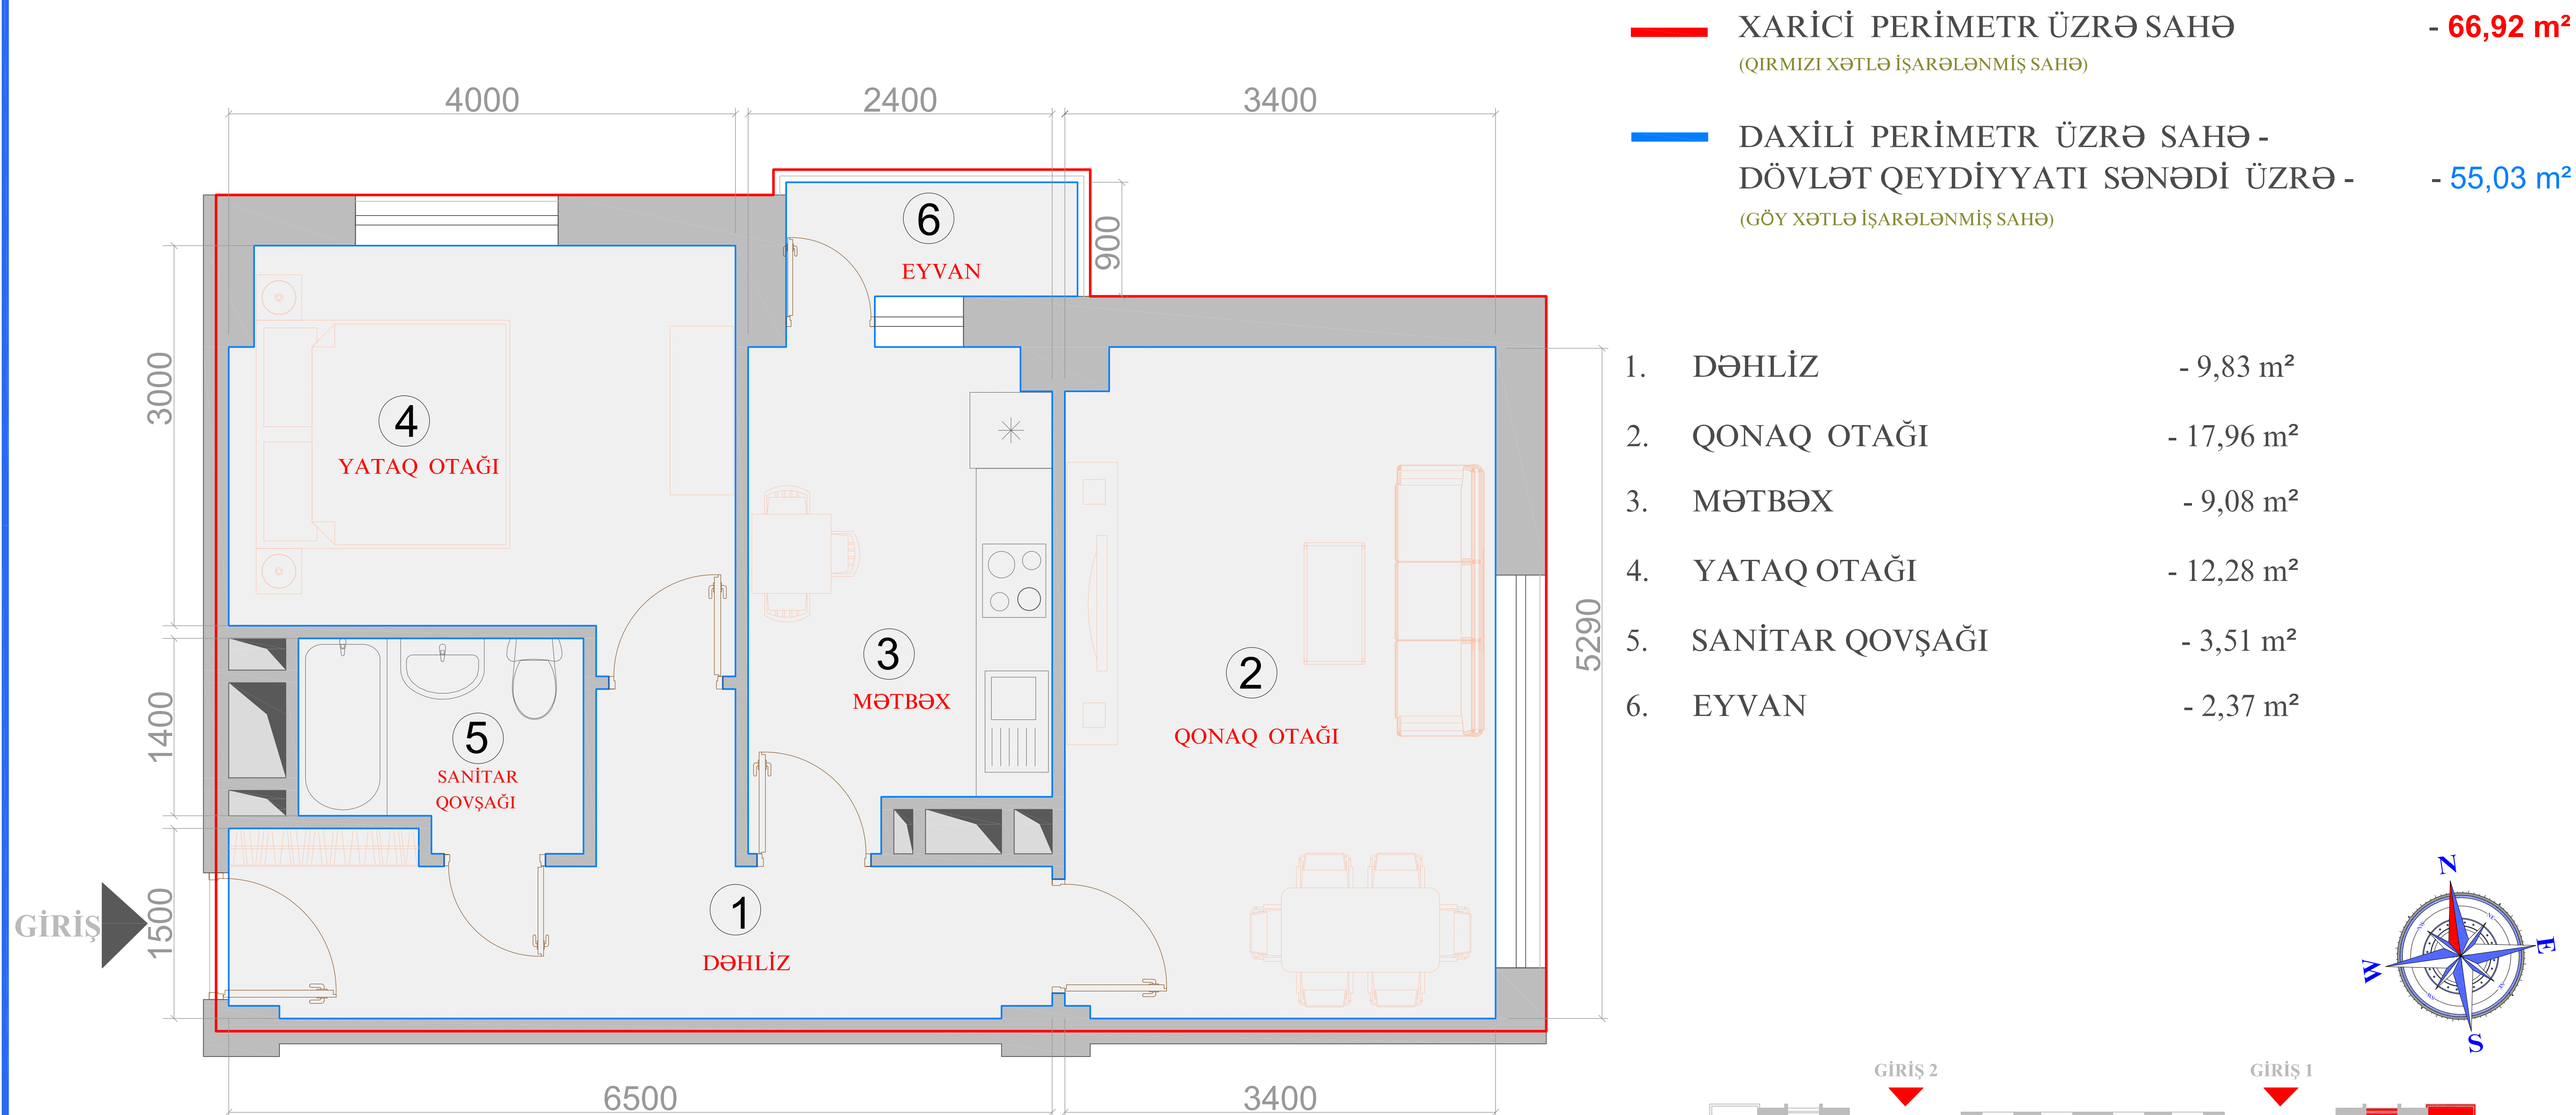 XARİCİ PERİMETR ÜZRƏ SAHƏ - 66,92 m²
(QIRMIZI XƏTLƏ İŞARƏLƏNMİŞ SAHƏ)
DAXİLİ PERİMETR ÜZRƏ SAHƏ -
DÖVLƏT QEYDİYYATI SƏNƏDİ ÜZRƏ - - 55,03 m²
(GÖY XƏTLƏ İŞARƏLƏNMİŞ SAHƏ)
1. DƏHLİZ - 9,83 m²
2. QONAQ OTAĞI - 17,96 m²
3. MƏTBƏX - 9,08 m²
4. YATAQ OTAĞI - 12,28 m²
5. SANİTAR QOVŞAĞI - 3,51 m²
6. EYVAN - 2,37 m²
4000
2400
3400
6
EYVAN
900
3000
4
YATAQ OTAĞI
1400
5
SANİTAR
QOVŞAĞI
3
MƏTBƏX
2
QONAQ OTAĞI
5290
GİRİŞ
1500
1
DƏHLİZ
6500
3400
N
E
W
S
GİRİŞ 2
GİRİŞ 1